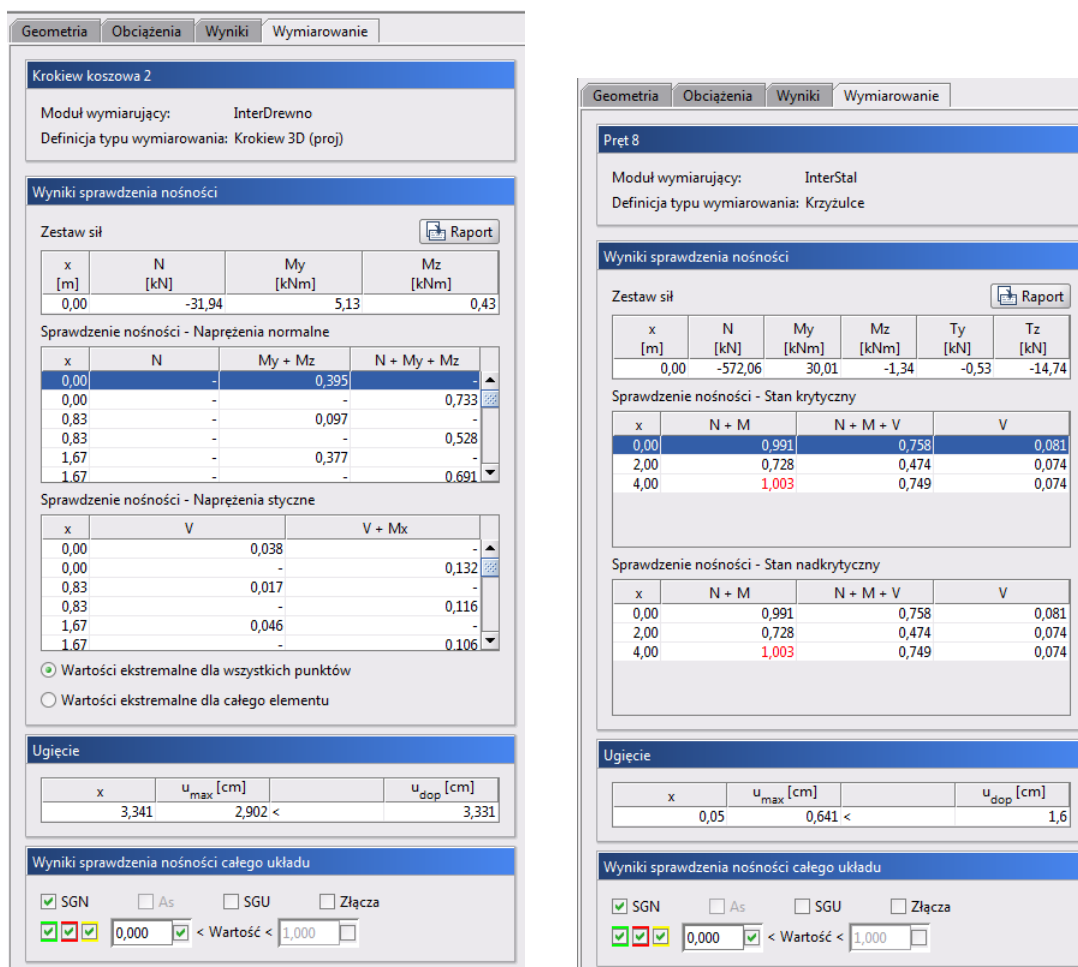 Geometria Obciążenia Wyniki Wymiarowanie
Krokiew koszowa 2
Moduł wymiarujący: InterDrewno
Definicja typu wymiarowania: Krokiew 3D (proj)
Wyniki sprawdzenia nośności
Zestaw sił Raport
x N My Mz
[m] [kN] [kNm] [kNm]
0,00 -31,94 5,13 0,43
Sprawdzenie nośności - Naprężenia normalne
x N My + Mz N + My + Mz
0,00 - 0,395 -
0,00 - - 0,733
0,83 - 0,097 -
0,83 - - 0,528
1,67 - 0,377 -
1,67 - - 0,691
Sprawdzenie nośności - Naprężenia styczne
x V V + Mx
0,00 0,038 -
0,00 - 0,132
0,83 0,017 -
0,83 - 0,116
1,67 0,046 -
1,67 - 0,106
Wartości ekstremalne dla wszystkich punktów
Wartości ekstremalne dla całego elementu
Ugięcie
x umax [cm] udop [cm]
3,341 2,902 < 3,331
Wyniki sprawdzenia nośności całego układu
SGN As SGU Złącza
0,000 < Wartość < 1,000
Geometria Obciążenia Wyniki Wymiarowanie
Pręt 8
Moduł wymiarujący: InterStal
Definicja typu wymiarowania: Krzyżulce
Wyniki sprawdzenia nośności
Zestaw sił Raport
x N My Mz Ty Tz
[m] [kN] [kNm] [kNm] [kN] [kN]
0,00 -572,06 30,01 -1,34 -0,53 -14,74
Sprawdzenie nośności - Stan krytyczny
x N + M N + M + V V
0,00 0,991 0,758 0,081
2,00 0,728 0,474 0,074
4,00 1,003 0,749 0,074
Sprawdzenie nośności - Stan nadkrytyczny
x N + M N + M + V V
0,00 0,991 0,758 0,081
2,00 0,728 0,474 0,074
4,00 1,003 0,749 0,074
Ugięcie
x umax [cm] udop [cm]
0,05 0,641 < 1,6
Wyniki sprawdzenia nośności całego układu
SGN As SGU Złącza
0,000 < Wartość < 1,000